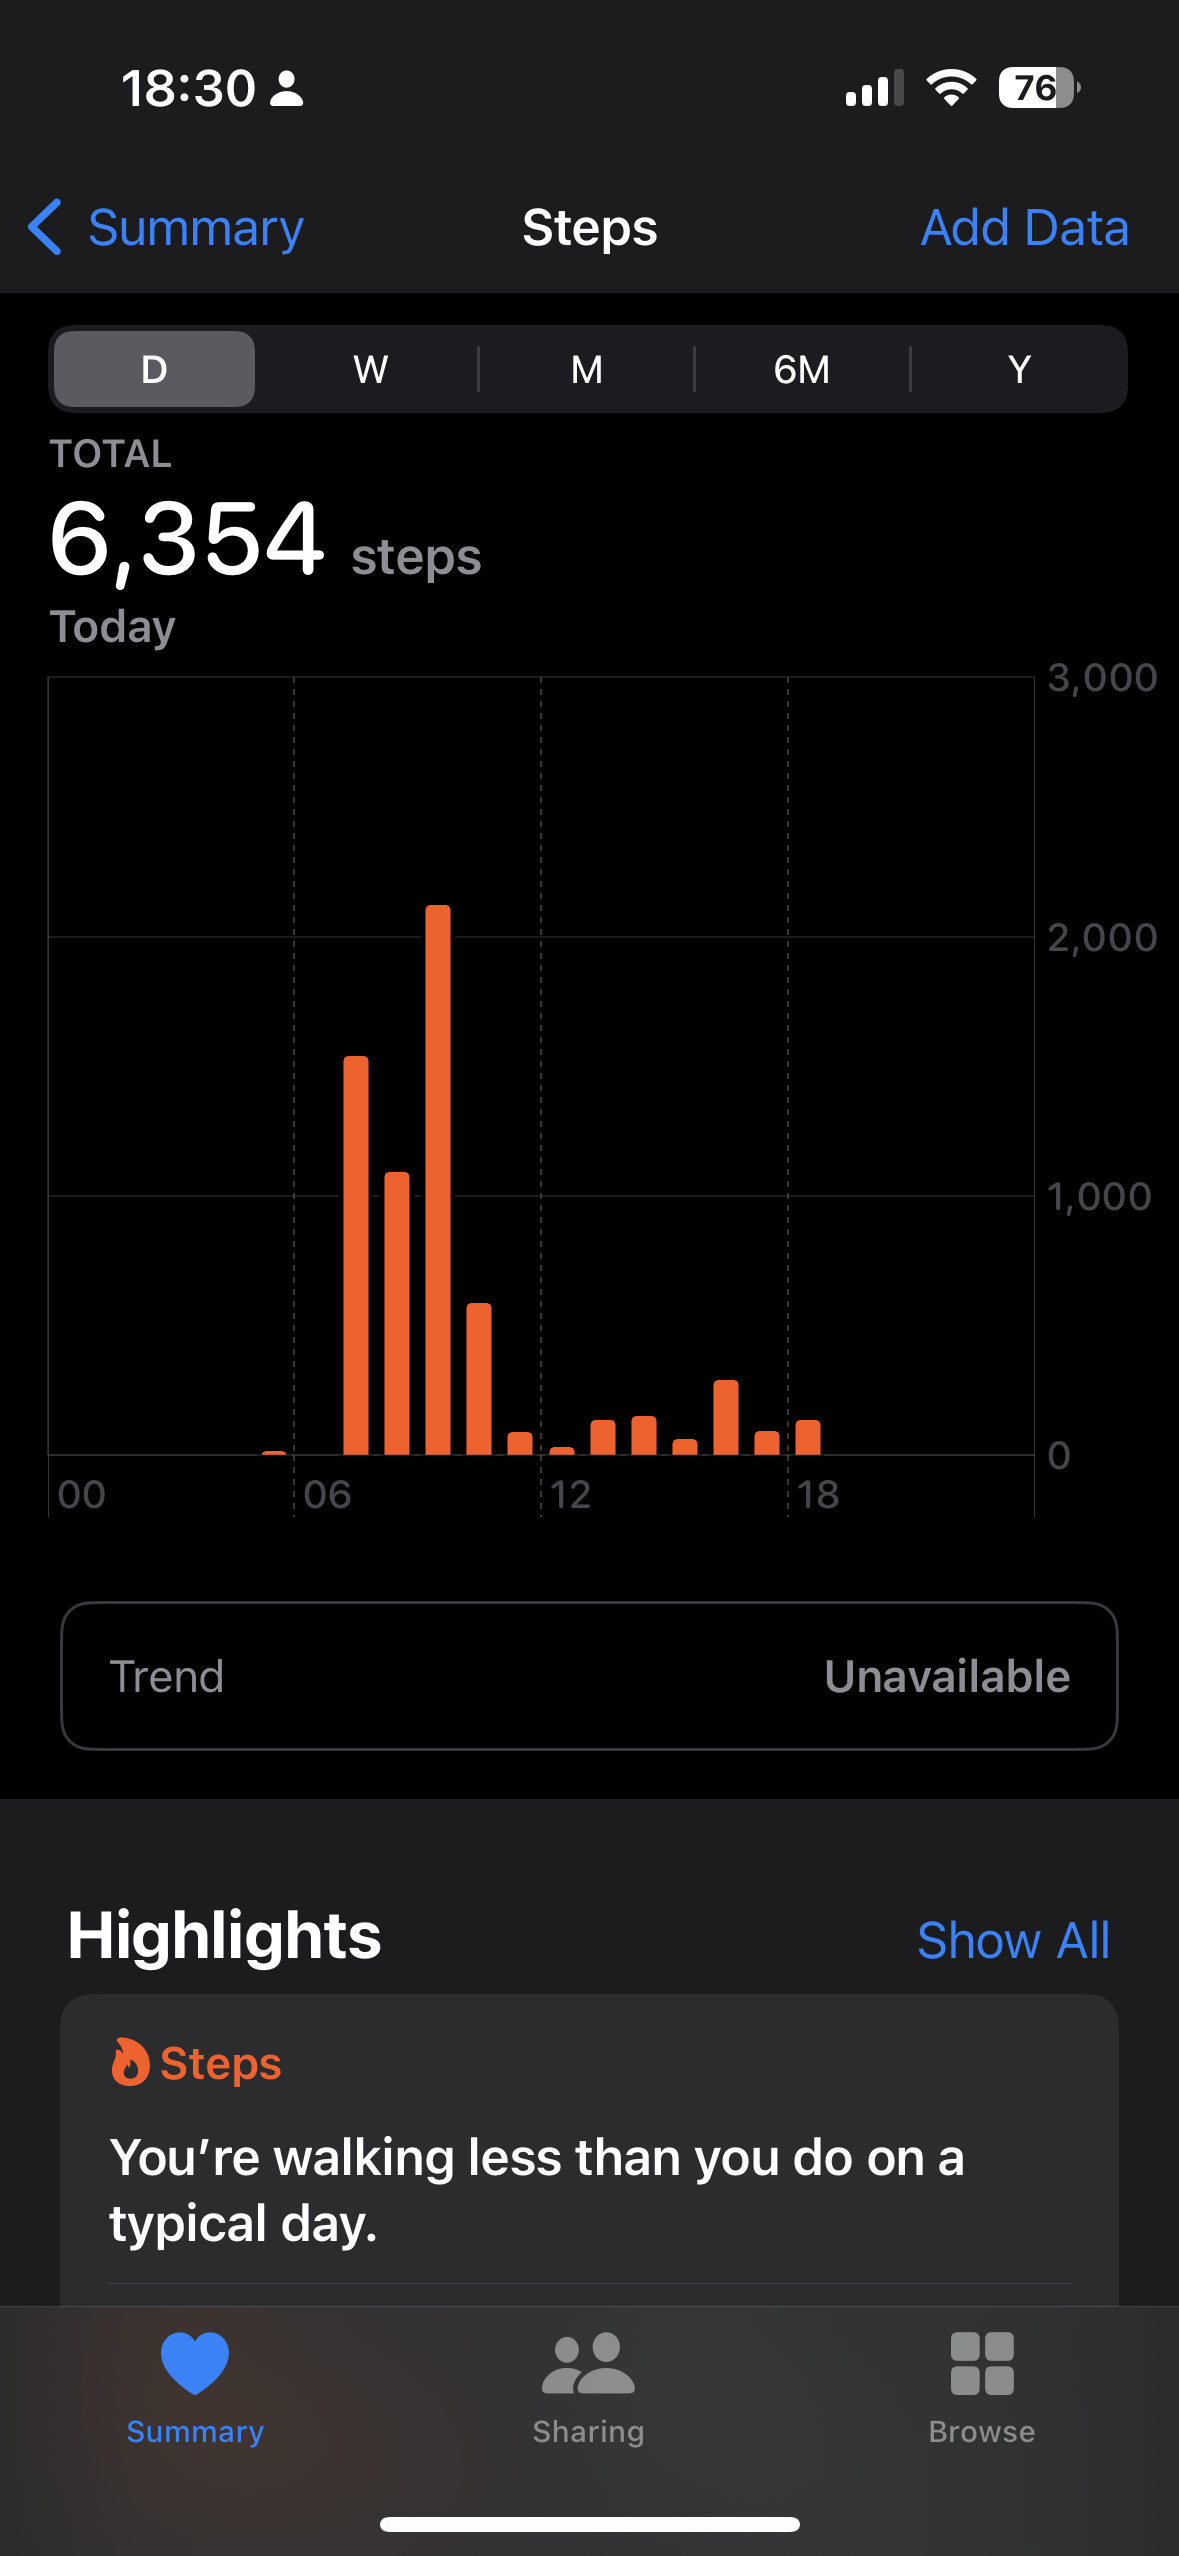 18:30
76
Summary
Steps
Add Data
D
W
M
6M
Y
TOTAL
6,354 steps
Today
3,000
2,000
1,000
0
00
06
12
18
Trend
Unavailable
Highlights
Show All
Steps
You’re walking less than you do on a
typical day.
Summary
Sharing
Browse